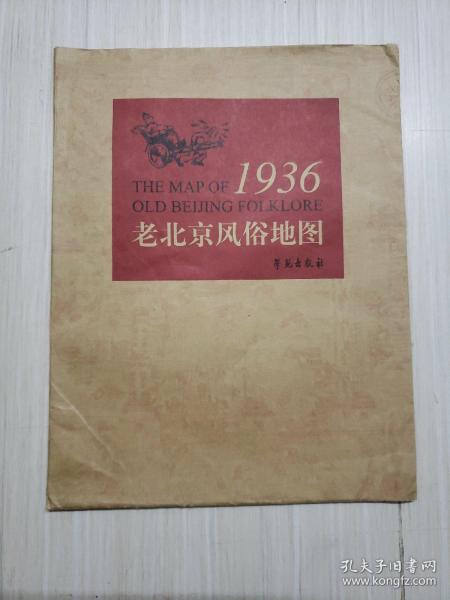 THE MAP OF 1936
OLD BEIJING FOLKLORE
老北京风俗地图
学苑出版社
孔夫子旧书网
www.kongfz.com